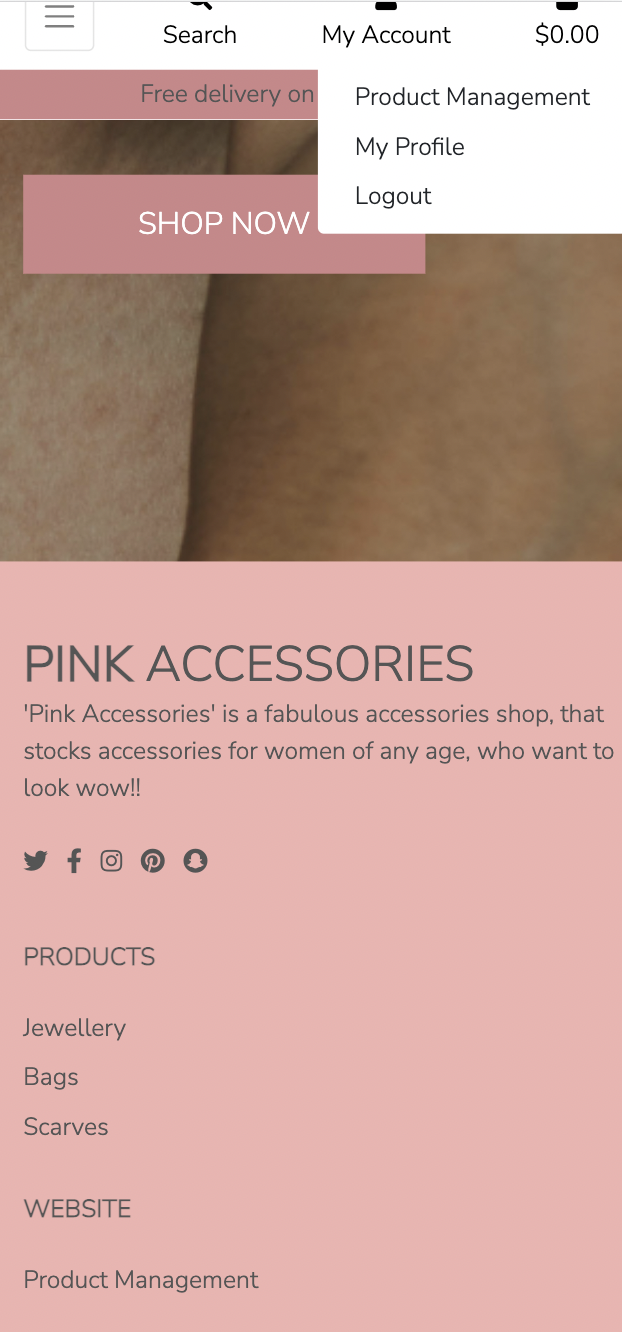 Search
My Account
$0.00
Free delivery on
Product Management
My Profile
Logout
SHOP NOW
PINK ACCESSORIES
'Pink Accessories' is a fabulous accessories shop, that
stocks accessories for women of any age, who want to
look wow!!
PRODUCTS
Jewellery
Bags
Scarves
WEBSITE
Product Management